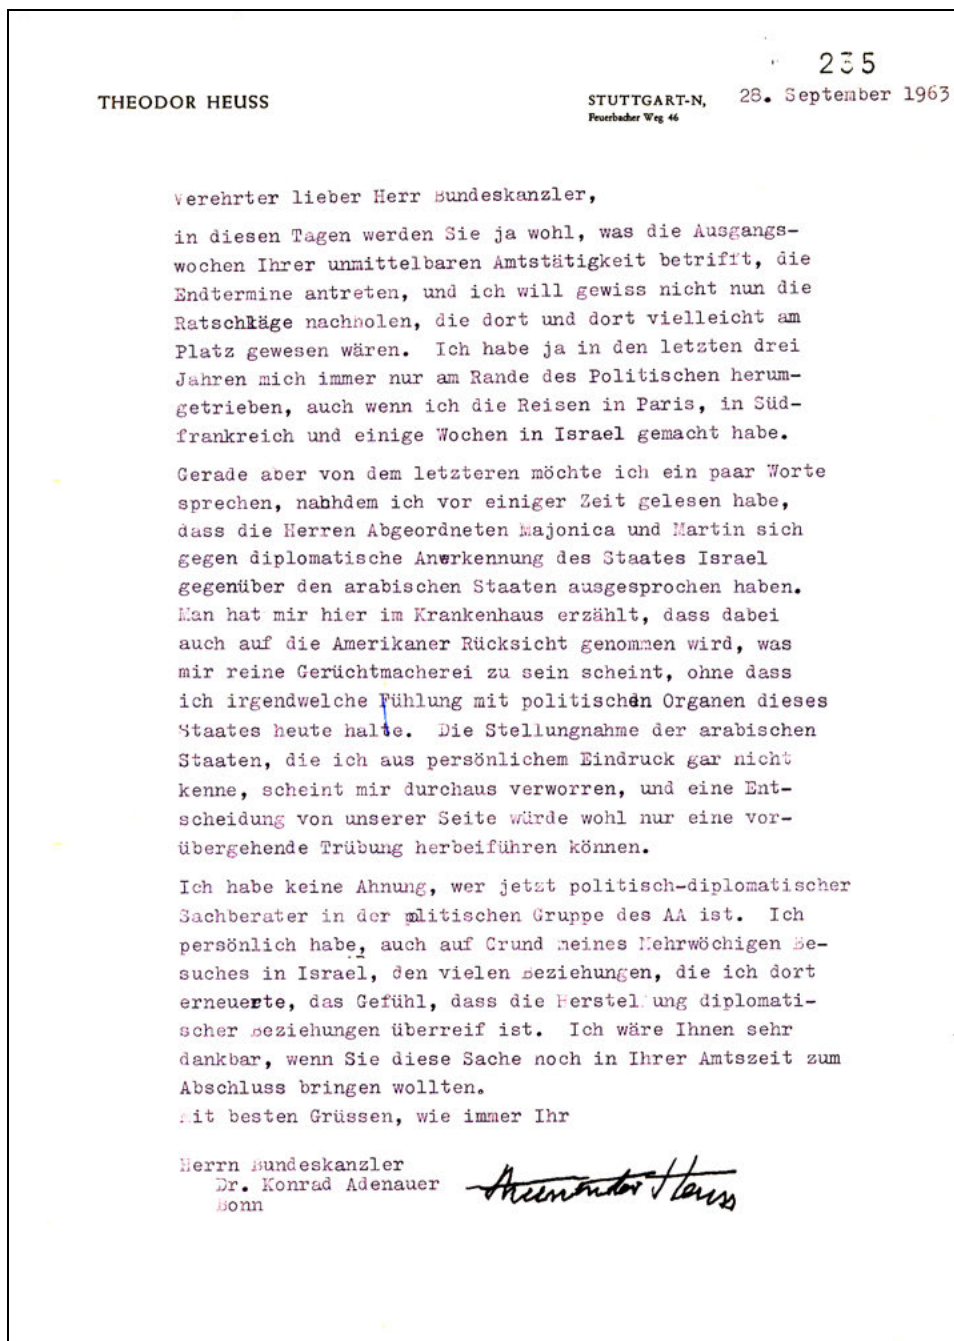 235
THEODOR HEUSS
STUTTGART-N, 28. September 1963
Feuerbacher Weg 46
Verehrter lieber Herr Bundeskanzler,
in diesen Tagen werden Sie ja wohl, was die Ausgangs-
wochen Ihrer unmittelbaren Amtstätigkeit betrifft, die
Endtermine antreten, und ich will gewiss nicht nun die
Ratschläge nachholen, die dort und dort vielleicht am
Platz gewesen wären. Ich habe ja in den letzten drei
Jahren mich immer nur am Rande des Politischen herum-
getrieben, auch wenn ich die Reisen in Paris, in Süd-
frankreich und einige Wochen in Israel gemacht habe.
Gerade aber von dem letzteren möchte ich ein paar Worte
sprechen, nachdem ich vor einiger Zeit gelesen habe,
dass die Herren Abgeordneten Majonica und Martin sich
gegen diplomatische Anerkennung des Staates Israel
gegenüber den arabischen Staaten ausgesprochen haben.
Man hat mir hier im Krankenhaus erzählt, dass dabei
auch auf die Amerikaner Rücksicht genommen wird, was
mir reine Gerüchtmacherei zu sein scheint, ohne dass
ich irgendwelche Fühlung mit politischen Organen dieses
Staates heute halte. Die Stellungnahme der arabischen
Staaten, die ich aus persönlichem Eindruck gar nicht
kenne, scheint mir durchaus verworren, und eine Ent-
scheidung von unserer Seite würde wohl nur eine vor-
übergehende Trübung herbeiführen können.
Ich habe keine Ahnung, wer jetzt politisch-diplomatischer
Sachberater in der politischen Gruppe des AA ist. Ich
persönlich habe, auch auf Grund meines Mehrwöchigen Be-
suches in Israel, den vielen Beziehungen, die ich dort
erneuerte, das Gefühl, dass die Herstellung diplomati-
scher Beziehungen überreif ist. Ich wäre Ihnen sehr
dankbar, wenn Sie diese Sache noch in Ihrer Amtszeit zum
Abschluss bringen wollten.
Mit besten Grüssen, wie immer Ihr
Herrn Bundeskanzler
Dr. Konrad Adenauer
Bonn
Theodor Heuss